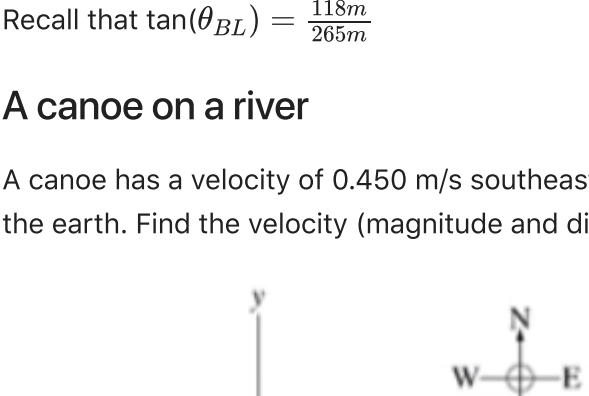 Recall that tan(θ_BL) = 118m/265m
A canoe on a river
A canoe has a velocity of 0.450 m/s southeas
the earth. Find the velocity (magnitude and di
y
N
W E